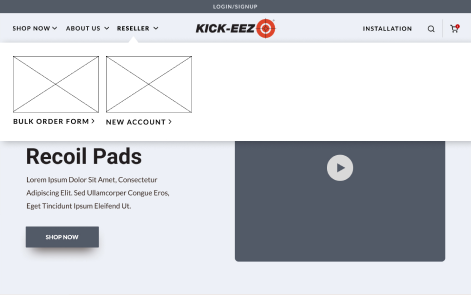 LOGIN/SIGNUP
SHOP NOW
ABOUT US
RESELLER
KICK-EEZ
INSTALLATION
BULK ORDER FORM
NEW ACCOUNT
Recoil Pads
Lorem Ipsum Dolor Sit Amet, Consectetur
Adipiscing Elit. Sed Ullamcorper Congue Eros,
Eget Tincidunt Ipsum Eleifend Ut.
SHOP NOW